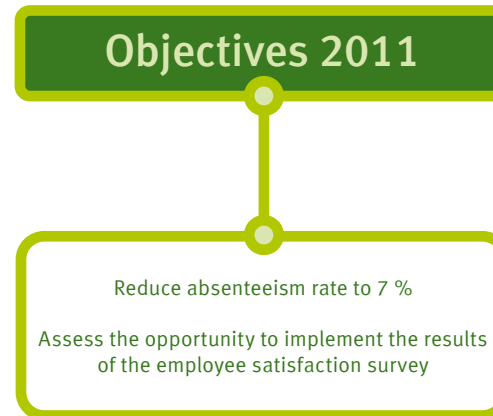 Objectives 2011
Reduce absenteeism rate to 7 %
Assess the opportunity to implement the results
of the employee satisfaction survey